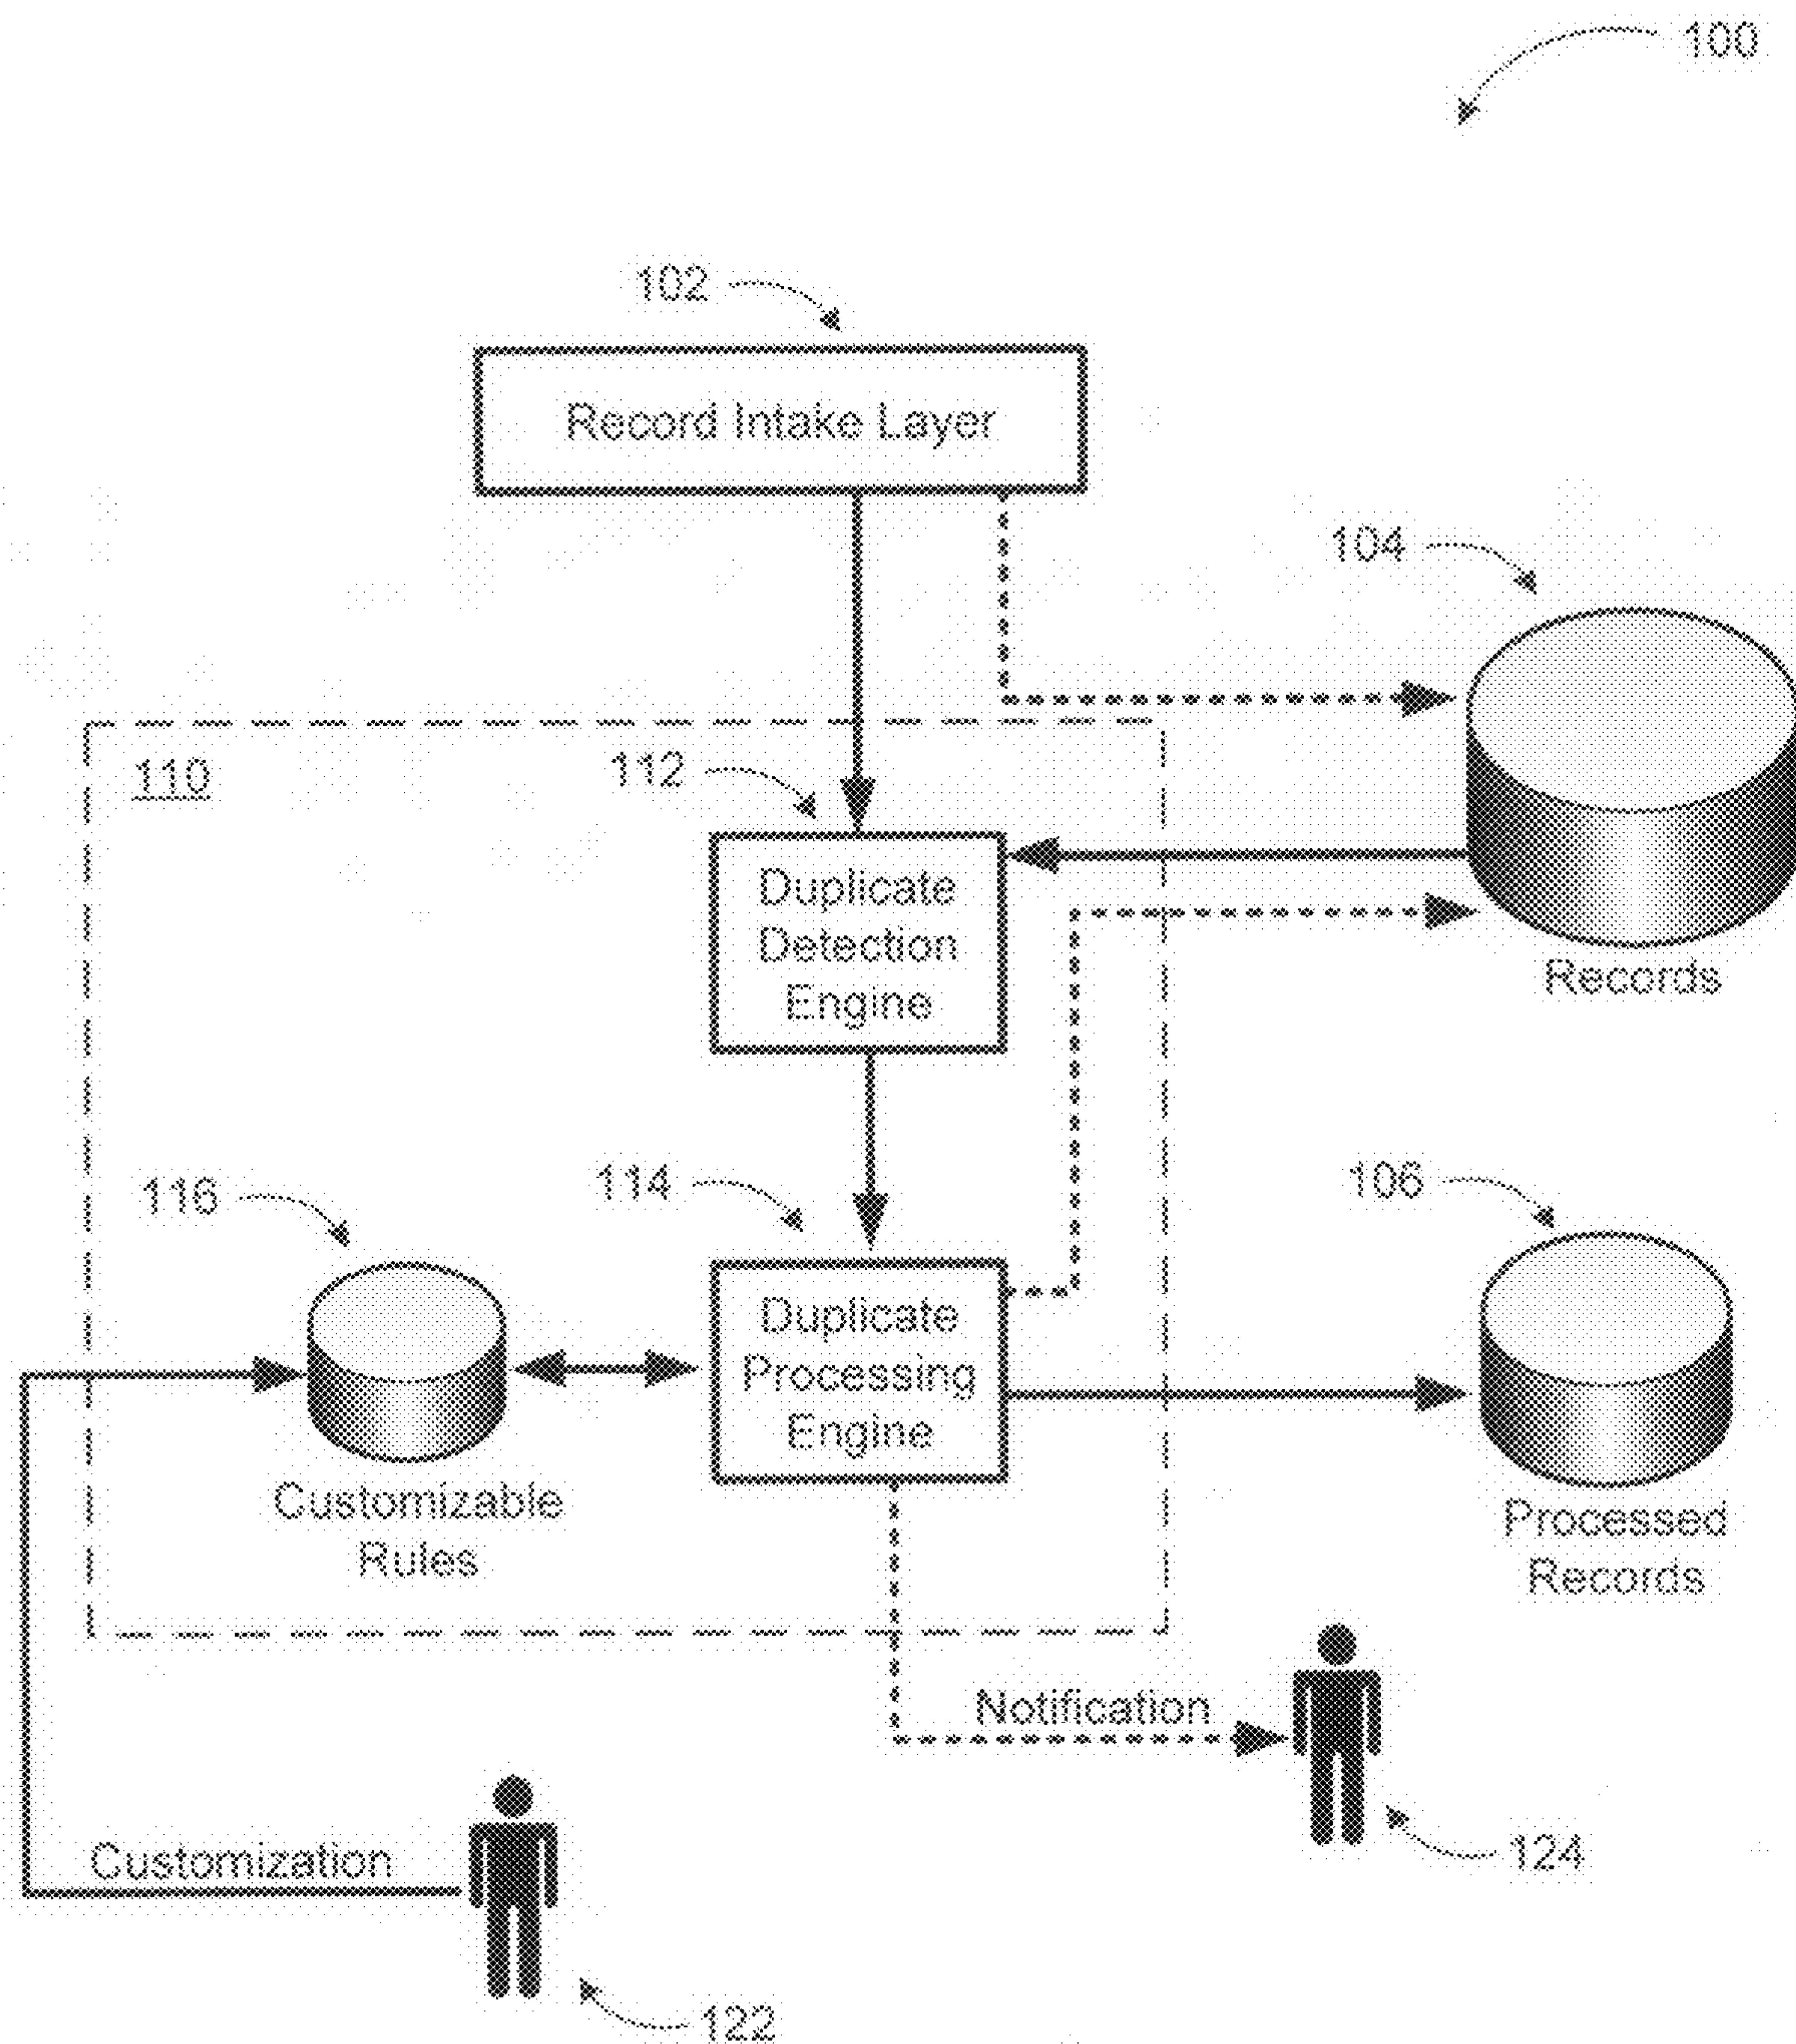 100
102
Record Intake Layer
104
110
112
Duplicate
Detection
Engine
Records
116
114
106
Duplicate
Processing
Engine
Customizable
Rules
Processed
Records
Notification
124
Customization
122